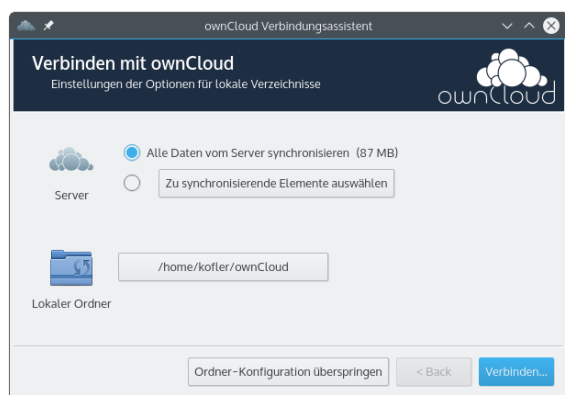 ownCloud Verbindungsassistent
Verbinden mit ownCloud
Einstellungen der Optionen für lokale Verzeichnisse
ownCloud
Alle Daten vom Server synchronisieren (87 MB)
Zu synchronisierende Elemente auswählen
Server
/home/kofler/ownCloud
Lokaler Ordner
Ordner-Konfiguration überspringen
< Back
Verbinden...